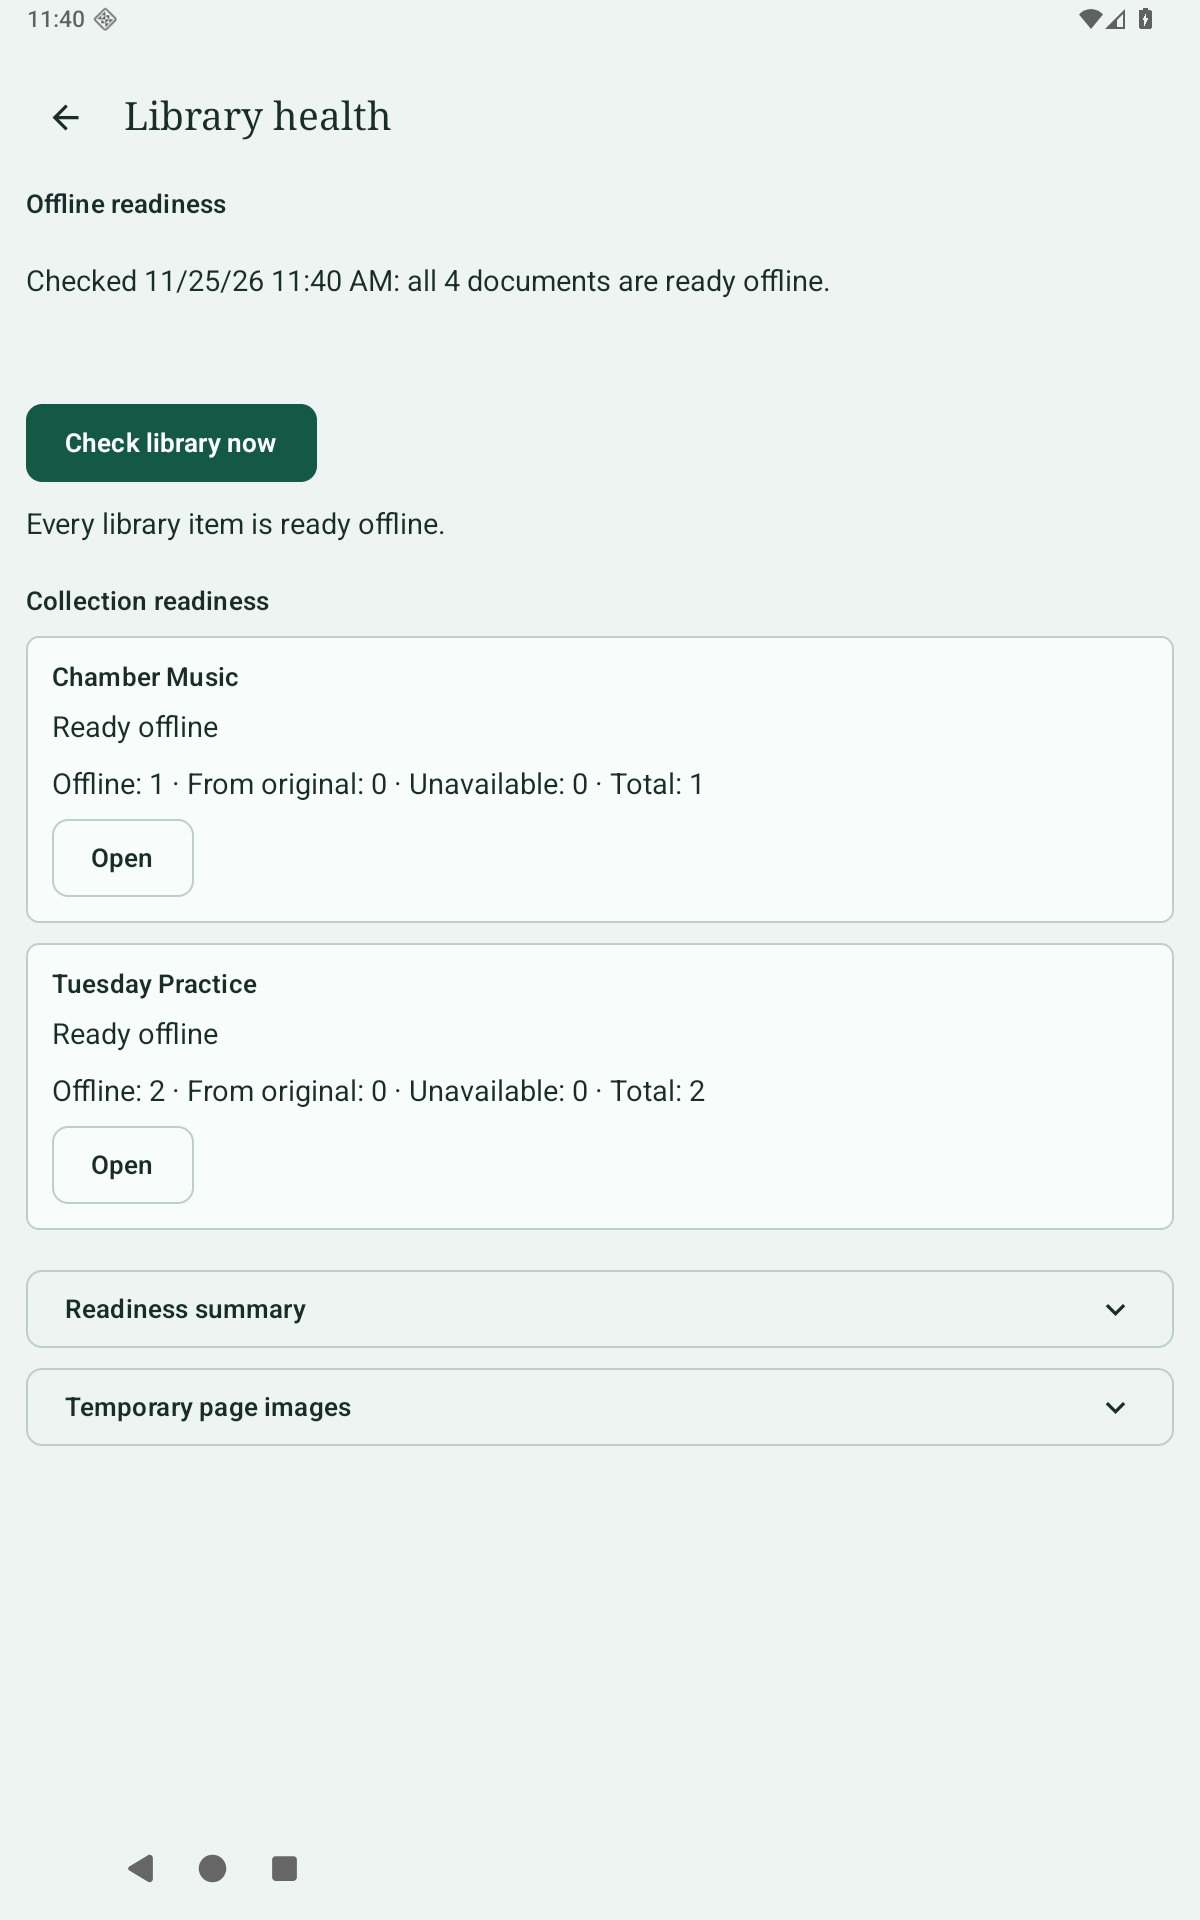 11:40
Library health
Offline readiness
Checked 11/25/26 11:40 AM: all 4 documents are ready offline.
Check library now
Every library item is ready offline.
Collection readiness
Chamber Music
Ready offline
Offline: 1 · From original: 0 · Unavailable: 0 · Total: 1
Open
Tuesday Practice
Ready offline
Offline: 2 · From original: 0 · Unavailable: 0 · Total: 2
Open
Readiness summary
Temporary page images